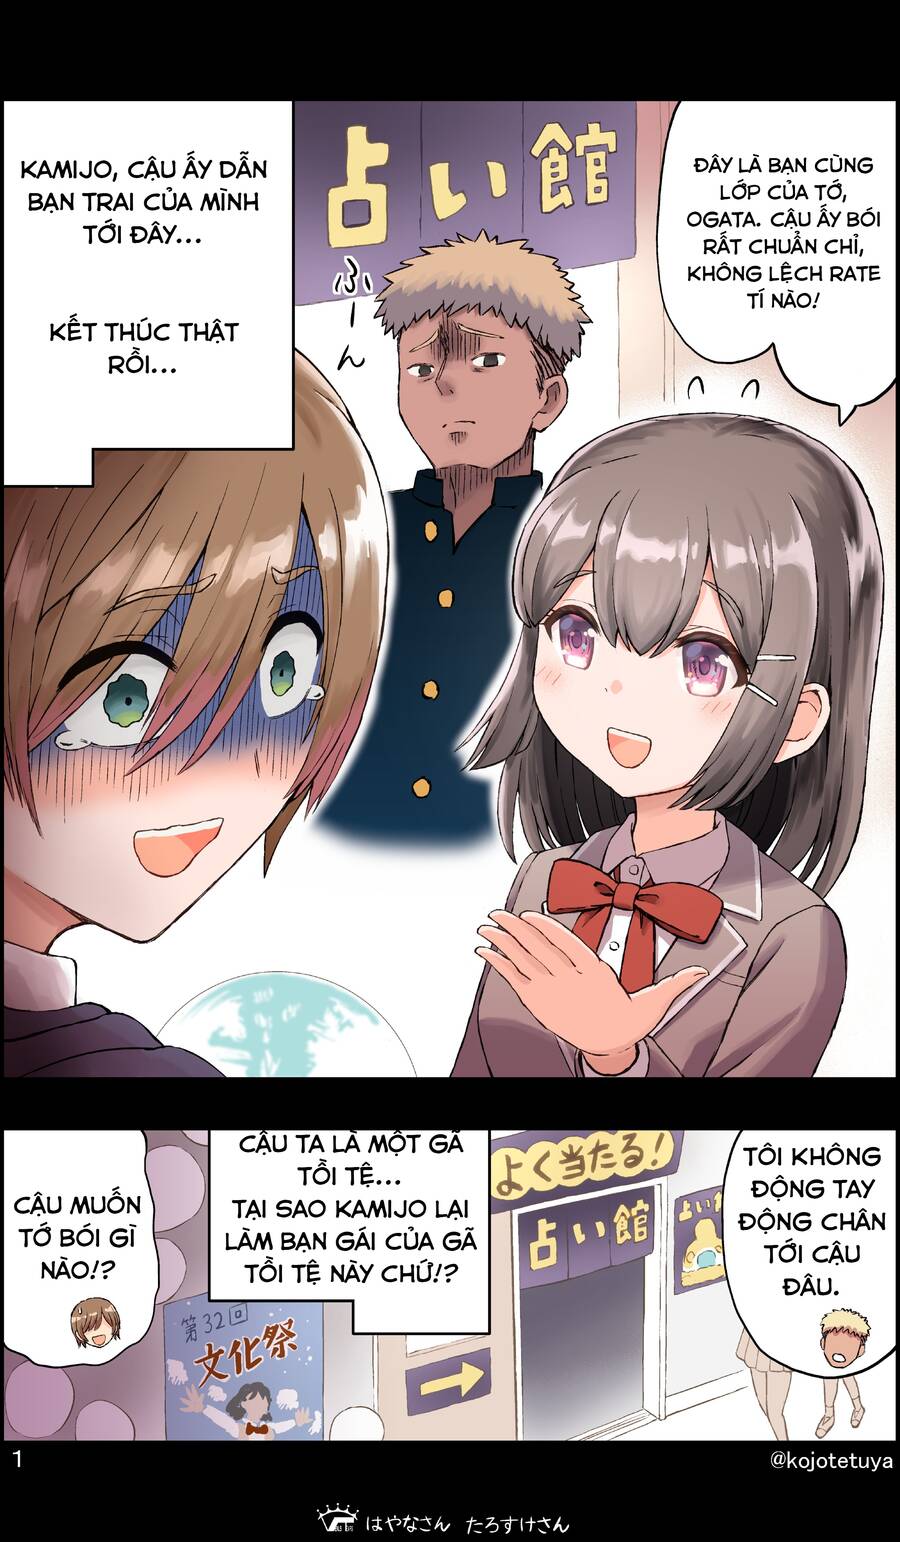 KAMIJO, CẬU ẤY DẪN
BẠN TRAI CỦA MÌNH
TỚI ĐÂY...
KẾT THÚC THẬT
RỒI...
占い館
ふーん
ĐÂY LÀ BẠN CÙNG
LỚP CỦA TỚ,
OGATA. CẬU ẤY BÓI
RẤT CHUẨN CHỈ,
KHÔNG LỆCH RATE
TÍ NÀO!
CẬU MUỐN
TỚ BÓI GÌ
NÀO!?
CẬU TA LÀ MỘT GÃ
TỒI TỆ...
TẠI SAO KAMIJO LẠI
LÀM BẠN GÁI CỦA GÃ
TỒI TỆ NÀY CHỨ!?
第32回
文化祭
よく当たる!
占い館
占い館
TÔI KHÔNG
ĐỘNG TAY
ĐỘNG CHÂN
TỚI CẬU
ĐÂU.
1
@kojotetuya
はやなさん たろすけさん